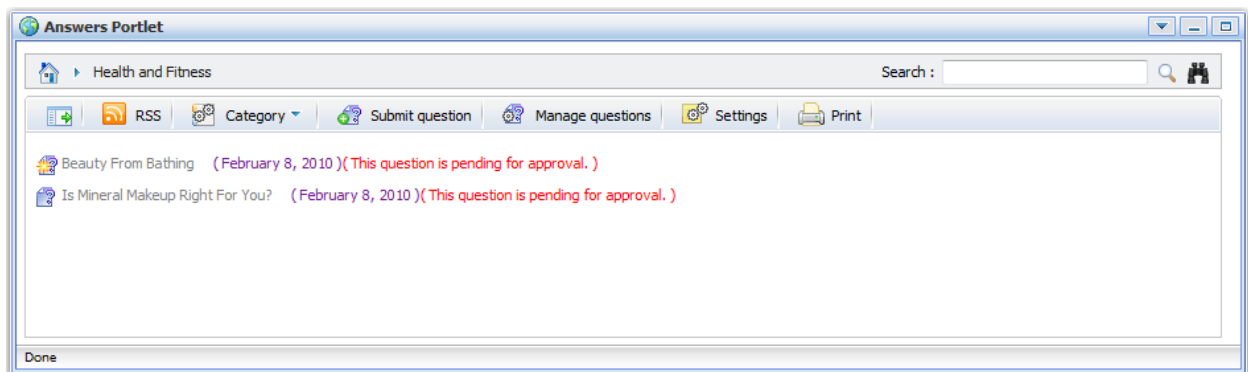 Answers Portlet
Health and Fitness Search :
RSS Category Submit question Manage questions Settings Print
Beauty From Bathing ( February 8, 2010 )( This question is pending for approval. )
Is Mineral Makeup Right For You? ( February 8, 2010 )( This question is pending for approval. )
Done